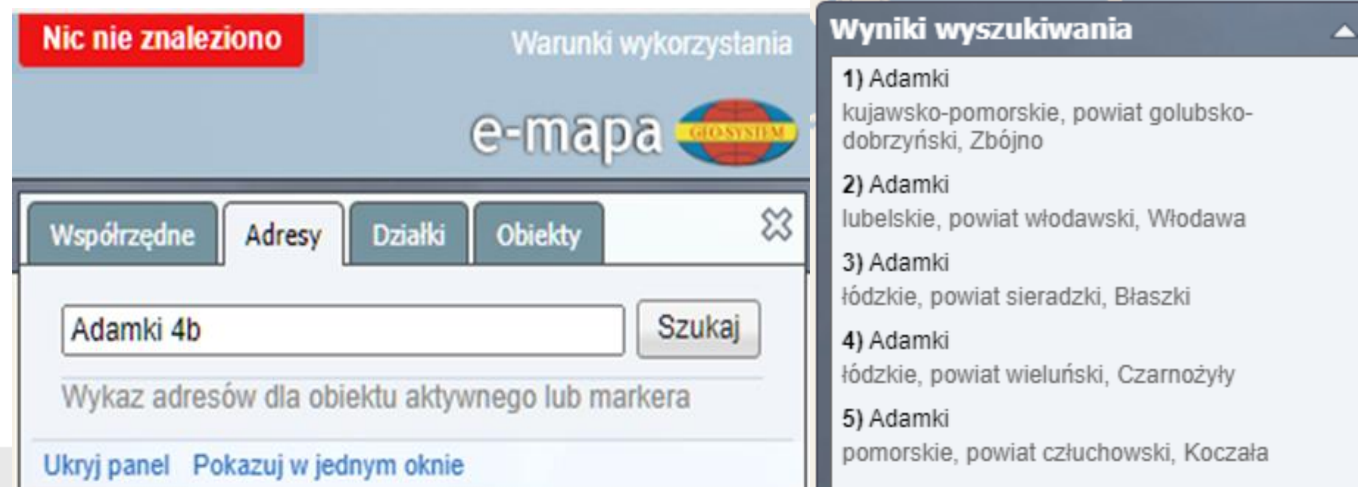 Nic nie znaleziono
Warunki wykorzystania
e-mapa GEO-SYSTEM
Współrzędne Adresy Działki Obiekty
Adamki 4b Szukaj
Wykaz adresów dla obiektu aktywnego lub markera
Ukryj panel Pokazuj w jednym oknie
Wyniki wyszukiwania
1) Adamki
kujawsko-pomorskie, powiat golubsko-
dobrzyński, Zbójno
2) Adamki
lubelskie, powiat włodawski, Włodawa
3) Adamki
łódzkie, powiat sieradzki, Błaszki
4) Adamki
łódzkie, powiat wieluński, Czarnożyły
5) Adamki
pomorskie, powiat człuchowski, Koczała